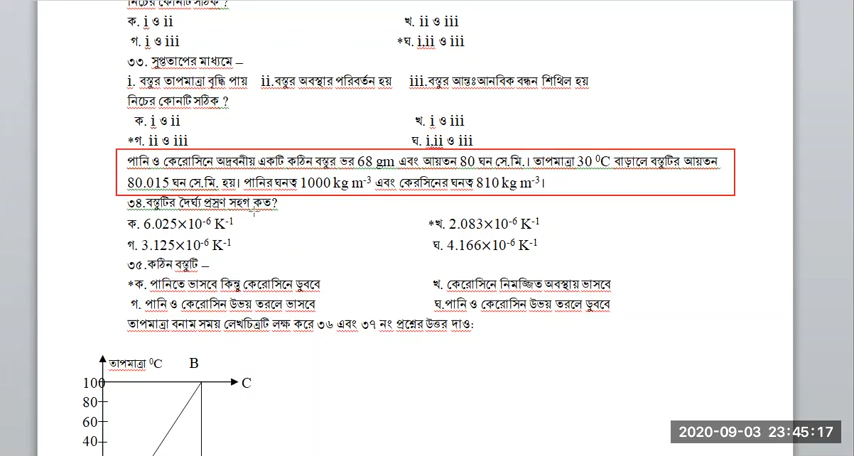 নিচের কোনটি সঠিক ?
ক. i ও ii খ. ii ও iii
গ. i ও iii *ঘ. i,ii ও iii
৩৩. সুপ্ততাপের মাধ্যমে –
i. বস্তুর তাপমাত্রা বৃদ্ধি পায় ii.বস্তুর অবস্থার পরিবর্তন হয় iii.বস্তুর আন্তঃআনবিক বন্ধন শিথিল হয়
নিচের কোনটি সঠিক ?
ক. i ও ii খ. i ও iii
*গ. ii ও iii ঘ. i,ii ও iii
পানি ও কেরোসিনে অদ্রবনীয় একটি কঠিন বস্তুর ভর 68 gm এবং আয়তন 80 ঘন সে.মি.। তাপমাত্রা 30 ⁰C বাড়ালে বস্তুটির আয়তন
80.015 ঘন সে.মি. হয়। পানির ঘনত্ব 1000 kg m⁻³ এবং কেরসিনের ঘনত্ব 810 kg m⁻³।
৩৪.বস্তুটির দৈর্ঘ্য প্রসরণ সহগ কত?
ক. 6.025×10⁻⁶ K⁻¹ *খ. 2.083×10⁻⁶ K⁻¹
গ. 3.125×10⁻⁶ K⁻¹ ঘ. 4.166×10⁻⁶ K⁻¹
৩৫.কঠিন বস্তুটি –
*ক. পানিতে ভাসবে কিন্তু কেরোসিনে ডুববে খ. কেরোসিনে নিমজ্জিত অবস্থায় ভাসবে
গ. পানি ও কেরোসিন উভয় তরলে ভাসবে ঘ.পানি ও কেরোসিন উভয় তরলে ডুববে
তাপমাত্রা বনাম সময় লেখচিত্রটি লক্ষ করে ৩৬ এবং ৩৭ নং প্রশ্নের উত্তর দাও:
তাপমাত্রা ⁰C B
100 C
80
60
40
2020-09-03 23:45:17